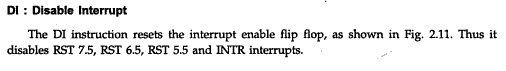 DI : Disable Interrupt
The DI instruction resets the interrupt enable flip flop, as shown in Fig. 2.11. Thus it
disables RST 7.5, RST 6.5, RST 5.5 and INTR interrupts.